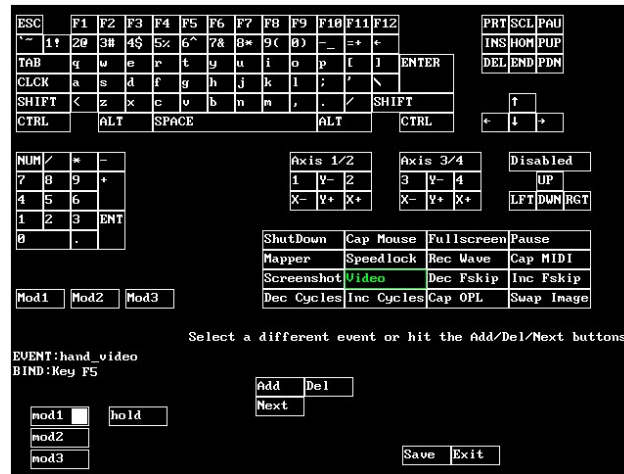 ESC F1 F2 F3 F4 F5 F6 F7 F8 F9 F10 F11 F12 PRT SCL PAU
`~ 1! 2@ 3# 4$ 5% 6^ 7& 8* 9( 0) -_ =+ ← INS HOM PUP
TAB q w e r t y u i o p [ ] ENTER DEL END PDN
CLCK a s d f g h j k l ; ' \
SHIFT < z x c v b n m , . / SHIFT ↑
CTRL ALT SPACE ALT CTRL ← ↓ →
NUM / * - Axis 1/2 Axis 3/4 Disabled
7 8 9 + 1 Y- 2 3 Y- 4 UP
4 5 6 X- Y+ X+ X- Y+ X+ LFT DWN RGT
1 2 3 ENT
0 .
ShutDown Cap Mouse Fullscreen Pause
Mapper Speedlock Rec Wave Cap MIDI
Screenshot Video Dec Fskip Inc Fskip
Mod1 Mod2 Mod3 Dec Cycles Inc Cycles Cap OPL Swap Image
Select a different event or hit the Add/Del/Next buttons
EVENT:hand_video
BIND:Key F5
Add Del
Next
mod1 hold
mod2
mod3
Save Exit